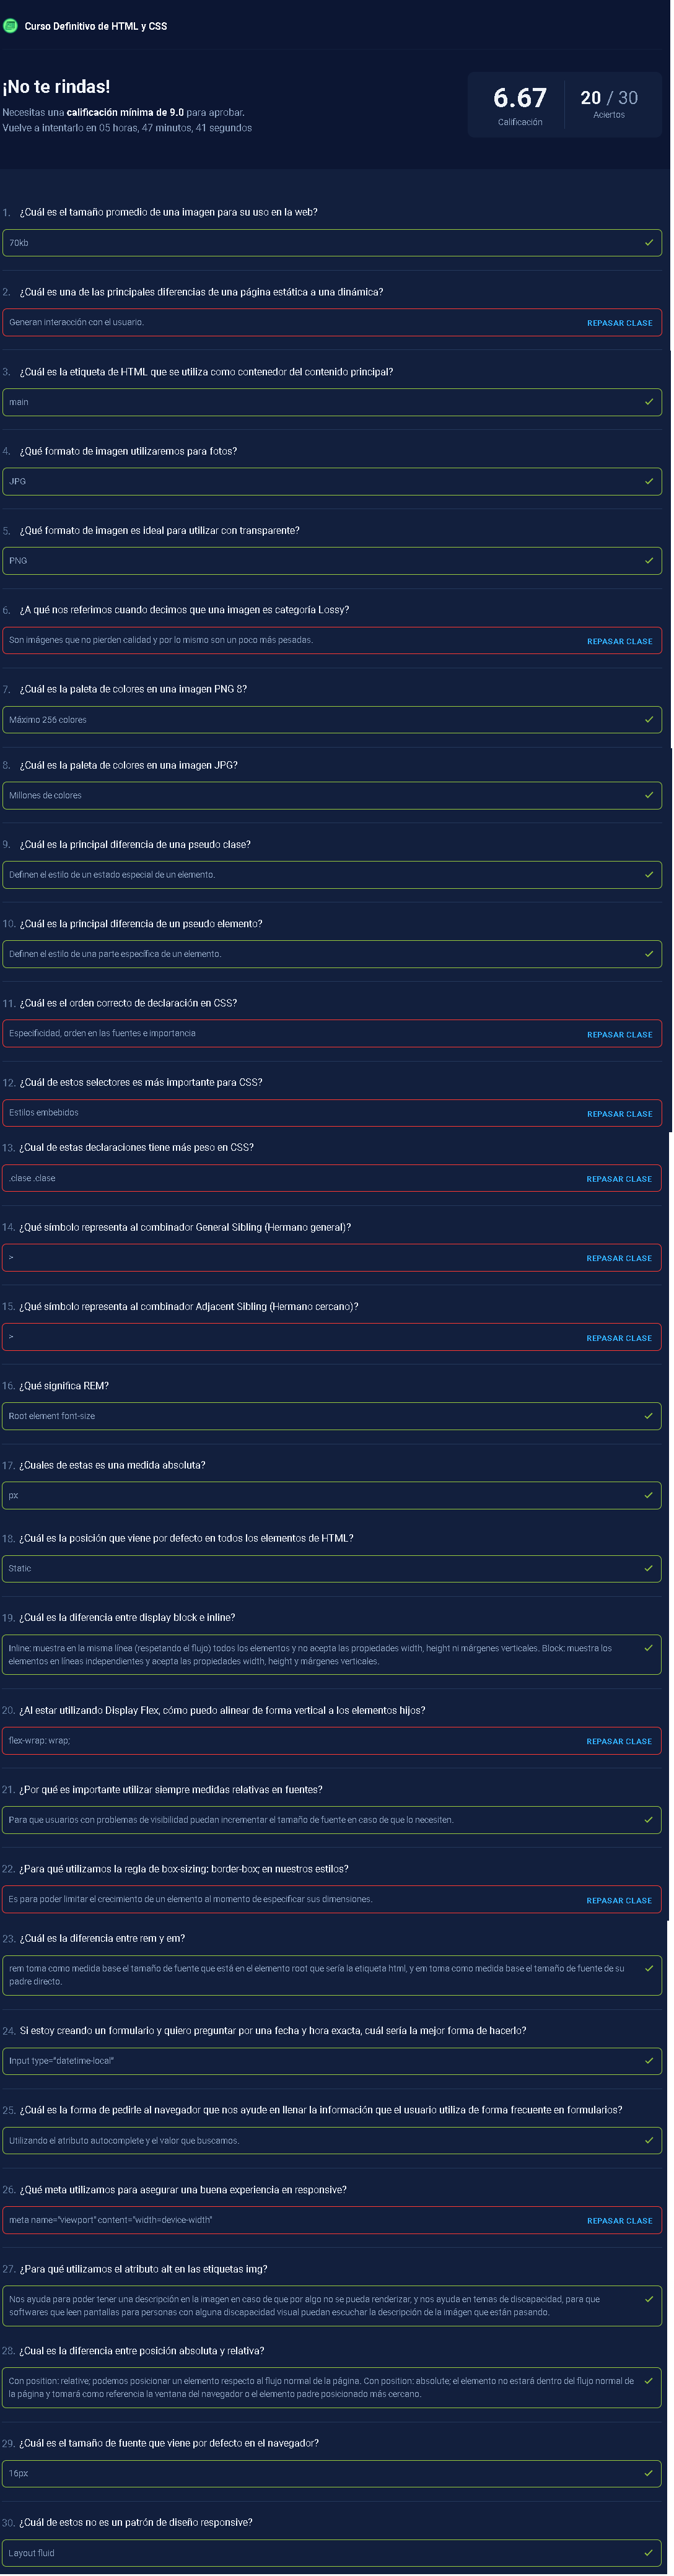 Curso Definitivo de HTML y CSS
¡No te rindas!
Necesitas una calificación mínima de 9.0 para aprobar.
Vuelve a intentarlo en 05 horas, 47 minutos, 41 segundos
6.67
Calificación
20 / 30
Aciertos
1. ¿Cuál es el tamaño promedio de una imagen para su uso en la web?
70kb
2. ¿Cuál es una de las principales diferencias de una página estática a una dinámica?
Generan interacción con el usuario.
REPASAR CLASE
3. ¿Cuál es la etiqueta de HTML que se utiliza como contenedor del contenido principal?
main
4. ¿Qué formato de imagen utilizaremos para fotos?
JPG
5. ¿Qué formato de imagen es ideal para utilizar con transparente?
PNG
6. ¿A qué nos referimos cuando decimos que una imagen es categoría Lossy?
Son imágenes que no pierden calidad y por lo mismo son un poco más pesadas.
REPASAR CLASE
7. ¿Cuál es la paleta de colores en una imagen PNG 8?
Máximo 256 colores
8. ¿Cuál es la paleta de colores en una imagen JPG?
Millones de colores
9. ¿Cuál es la principal diferencia de una pseudo clase?
Definen el estilo de un estado especial de un elemento.
10. ¿Cuál es la principal diferencia de un pseudo elemento?
Definen el estilo de una parte específica de un elemento.
11. ¿Cuál es el orden correcto de declaración en CSS?
Especificidad, orden en las fuentes e importancia
REPASAR CLASE
12. ¿Cuál de estos selectores es más importante para CSS?
Estilos embebidos
REPASAR CLASE
13. ¿Cual de estas declaraciones tiene más peso en CSS?
.clase .clase
REPASAR CLASE
14. ¿Qué símbolo representa al combinador General Sibling (Hermano general)?
>
REPASAR CLASE
15. ¿Qué símbolo representa al combinador Adjacent Sibling (Hermano cercano)?
>
REPASAR CLASE
16. ¿Qué significa REM?
Root element font-size
17. ¿Cuales de estas es una medida absoluta?
px
18. ¿Cuál es la posición que viene por defecto en todos los elementos de HTML?
Static
19. ¿Cuál es la diferencia entre display block e inline?
Inline: muestra en la misma línea (respetando el flujo) todos los elementos y no acepta las propiedades width, height ni márgenes verticales. Block: muestra los
elementos en líneas independientes y acepta las propiedades width, height y márgenes verticales.
20. ¿Al estar utilizando Display Flex, cómo puedo alinear de forma vertical a los elementos hijos?
flex-wrap: wrap;
REPASAR CLASE
21. ¿Por qué es importante utilizar siempre medidas relativas en fuentes?
Para que usuarios con problemas de visibilidad puedan incrementar el tamaño de fuente en caso de que lo necesiten.
22. ¿Para qué utilizamos la regla de box-sizing: border-box; en nuestros estilos?
Es para poder limitar el crecimiento de un elemento al momento de especificar sus dimensiones.
REPASAR CLASE
23. ¿Cuál es la diferencia entre rem y em?
rem toma como medida base el tamaño de fuente que está en el elemento root que sería la etiqueta html, y em toma como medida base el tamaño de fuente de su
padre directo.
24. Si estoy creando un formulario y quiero preguntar por una fecha y hora exacta, cuál sería la mejor forma de hacerlo?
Input type="datetime-local"
25. ¿Cuál es la forma de pedirle al navegador que nos ayude en llenar la información que el usuario utiliza de forma frecuente en formularios?
Utilizando el atributo autocomplete y el valor que buscamos.
26. ¿Qué meta utilizamos para asegurar una buena experiencia en responsive?
meta name="viewport" content="width=device-width"
REPASAR CLASE
27. ¿Para qué utilizamos el atributo alt en las etiquetas img?
Nos ayuda para poder tener una descripción en la imagen en caso de que por algo no se pueda renderizar, y nos ayuda en temas de discapacidad, para que
softwares que leen pantallas para personas con alguna discapacidad visual puedan escuchar la descripción de la imágen que están pasando.
28. ¿Cual es la diferencia entre posición absoluta y relativa?
Con position: relative; podemos posicionar un elemento respecto al flujo normal de la página. Con position: absolute; el elemento no estará dentro del flujo normal de
la página y tomará como referencia la ventana del navegador o el elemento padre posicionado más cercano.
29. ¿Cuál es el tamaño de fuente que viene por defecto en el navegador?
16px
30. ¿Cuál de estos no es un patrón de diseño responsive?
Layout fluid